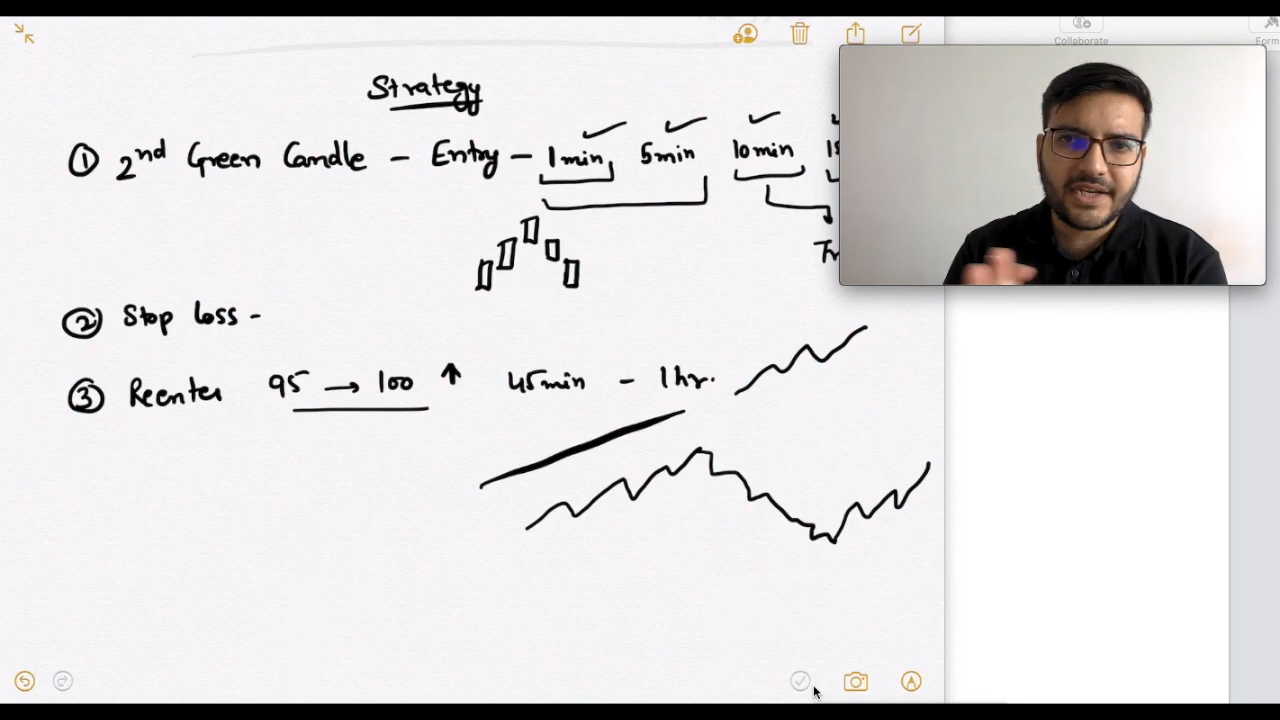 Collaborate
Strategy
① 2nd Green Candle - Entry - 1min 5min 10min
② Stop loss -
③ Reenter 95 → 100 ↑ 45min - 1hr.